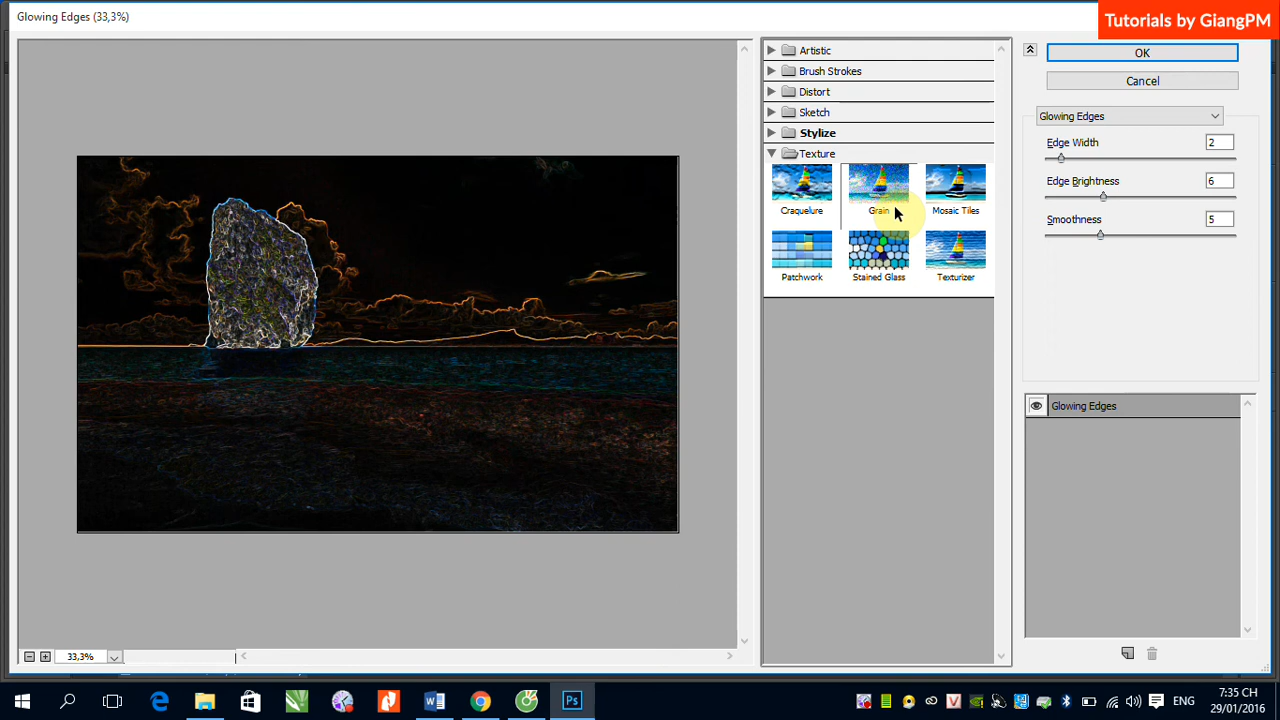 Glowing Edges (33,3%)
Tutorials by GiangPM
Artistic
Brush Strokes
Distort
Sketch
Stylize
Texture
Craquelure
Grain
Mosaic Tiles
Patchwork
Stained Glass
Texturizer
OK
Cancel
Glowing Edges
Edge Width 2
Edge Brightness 6
Smoothness 5
Glowing Edges
33,3%
Ps
ENG
7:35 CH
29/01/2016